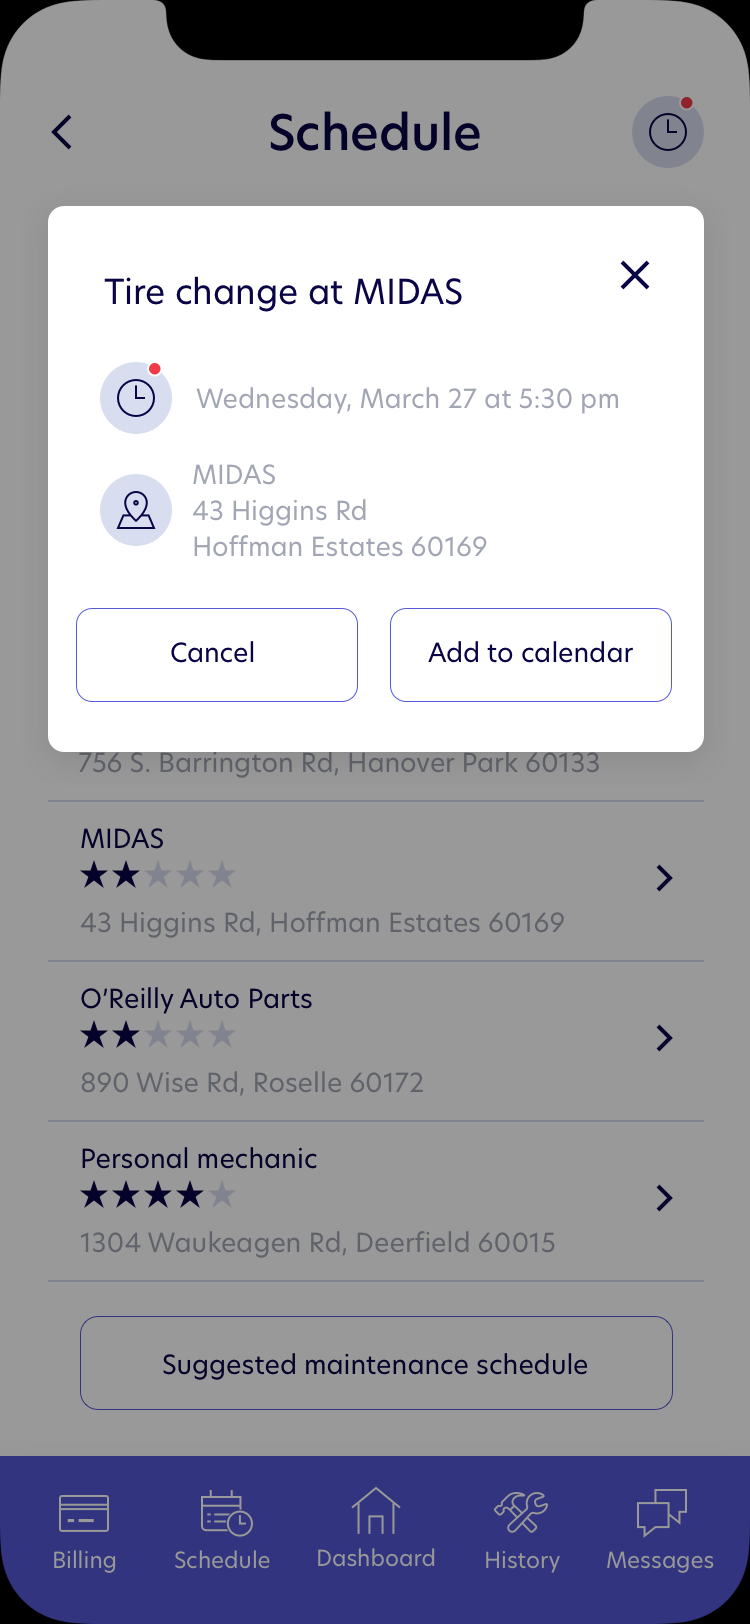 Schedule
Tire change at MIDAS
Wednesday, March 27 at 5:30 pm
MIDAS
43 Higgins Rd
Hoffman Estates 60169
Cancel
Add to calendar
756 S. Barrington Rd, Hanover Park 60133
MIDAS
43 Higgins Rd, Hoffman Estates 60169
O'Reilly Auto Parts
890 Wise Rd, Roselle 60172
Personal mechanic
1304 Waukeagen Rd, Deerfield 60015
Suggested maintenance schedule
Billing
Schedule
Dashboard
History
Messages